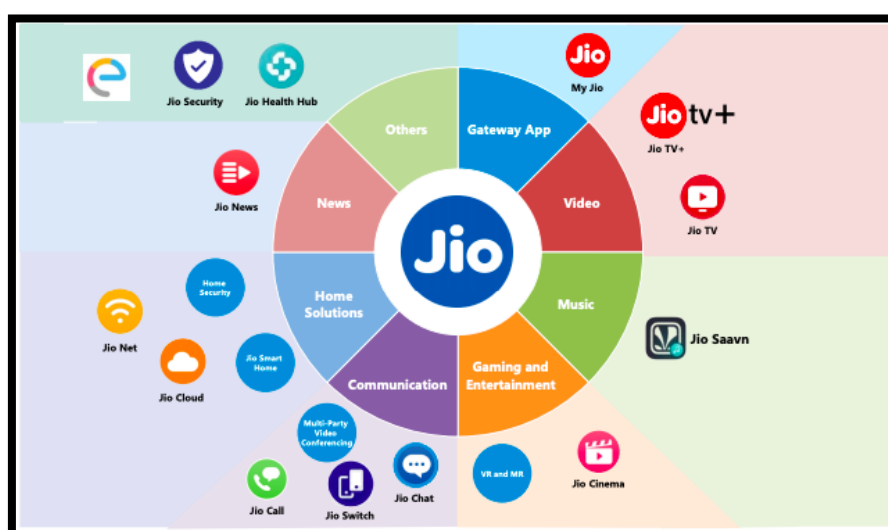 Jio
My Jio
Jio Security
Jio Health Hub
Jio tv+
Jio TV+
Others
Gateway App
Jio News
News
Video
Jio TV
Jio
Home
Security
Home
Solutions
Music
Jio Net
Jio Smart
Home
Jio Saavn
Jio Cloud
Communication
Gaming and
Entertainment
Multi-Party
Video
Conferencing
VR and MR
Jio Cinema
Jio Call
Jio Switch
Jio Chat